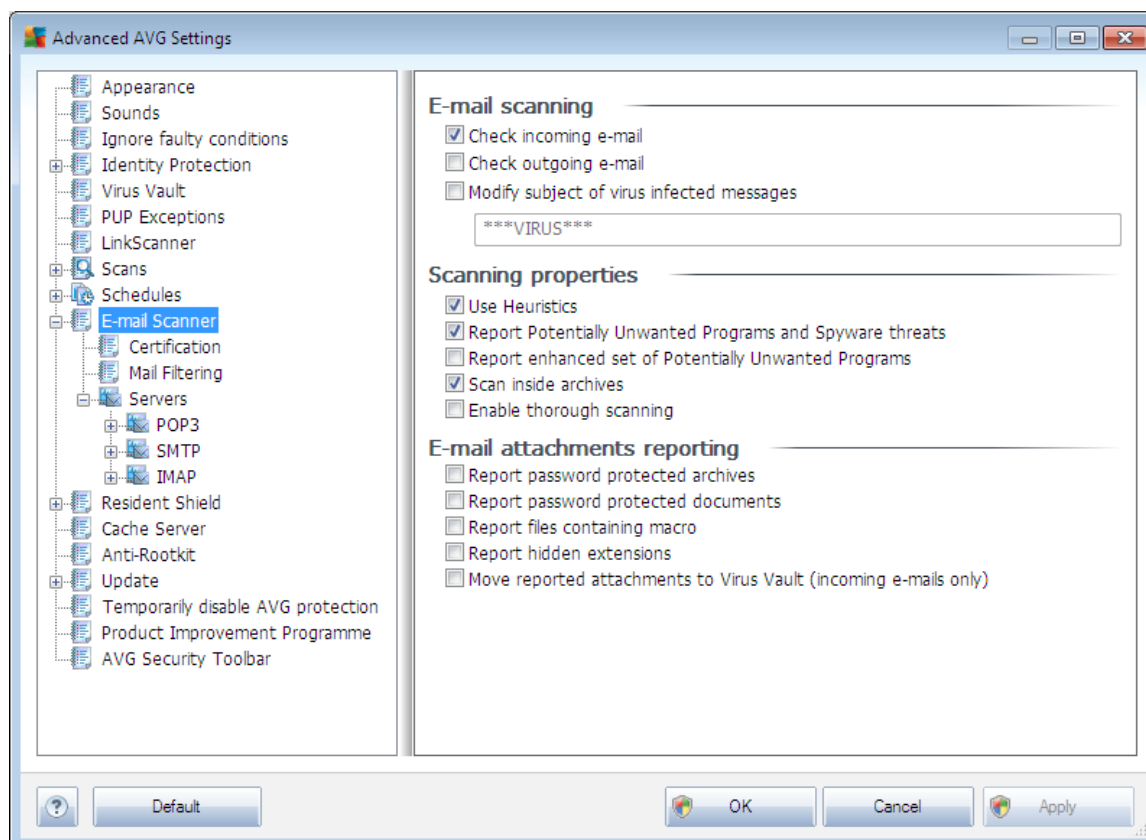 Advanced AVG Settings
Appearance
Sounds
Ignore faulty conditions
Identity Protection
Virus Vault
PUP Exceptions
LinkScanner
Scans
Schedules
E-mail Scanner
Certification
Mail Filtering
Servers
POP3
SMTP
IMAP
Resident Shield
Cache Server
Anti-Rootkit
Update
Temporarily disable AVG protection
Product Improvement Programme
AVG Security Toolbar
E-mail scanning
Check incoming e-mail
Check outgoing e-mail
Modify subject of virus infected messages
***VIRUS***
Scanning properties
Use Heuristics
Report Potentially Unwanted Programs and Spyware threats
Report enhanced set of Potentially Unwanted Programs
Scan inside archives
Enable thorough scanning
E-mail attachments reporting
Report password protected archives
Report password protected documents
Report files containing macro
Report hidden extensions
Move reported attachments to Virus Vault (incoming e-mails only)
?
Default
OK
Cancel
Apply